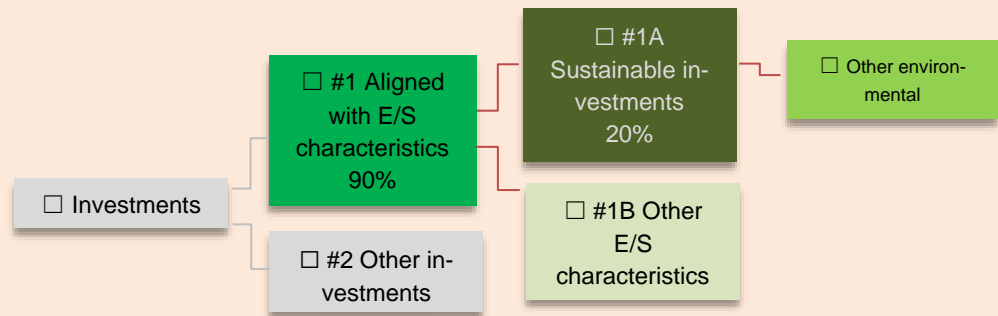 ☐ Investments
☐ #1 Aligned
with E/S
characteristics
90%
☐ #2 Other in-
vestments
☐ #1A
Sustainable in-
vestments
20%
☐ #1B Other
E/S
characteristics
☐ Other environ-
mental